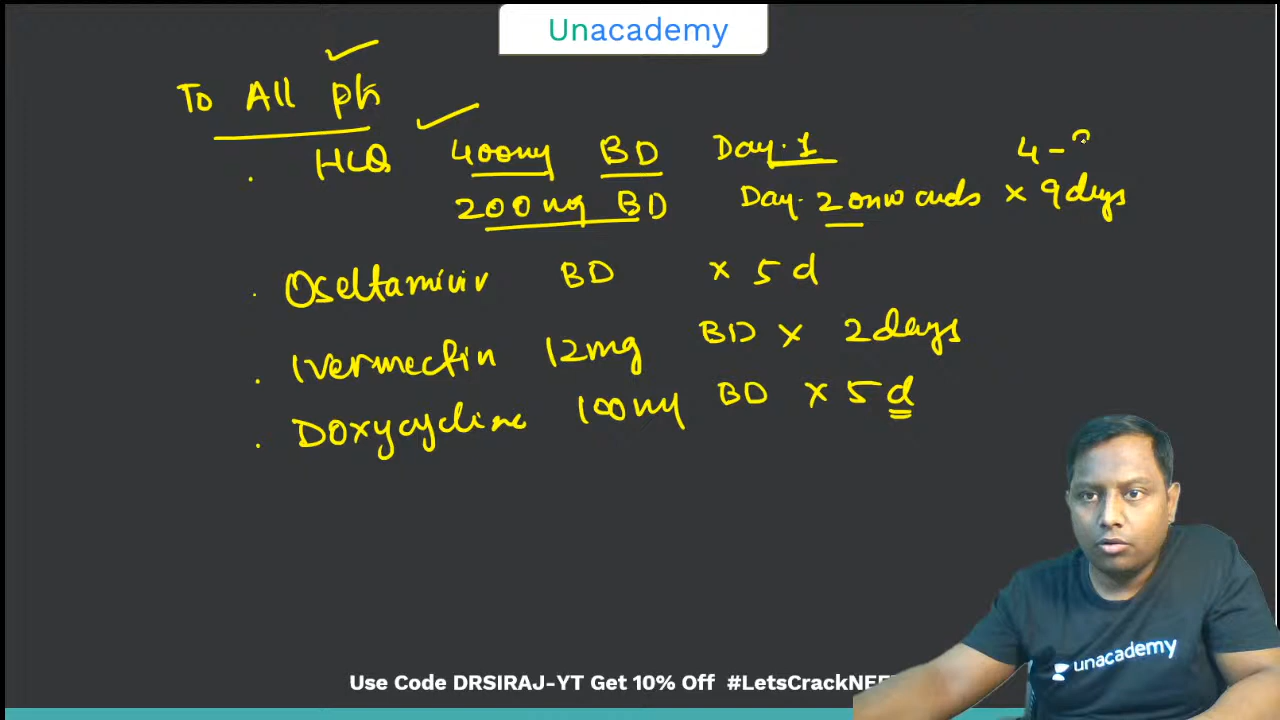 Unacademy
To All pts
. HCQ 400mg BD Day. 1
4 -
200mg BD Day. 2 onwards x 9 days
. Oseltamivir BD x 5 d
. Ivermectin 12mg BD x 2 days
. Doxycycline 100mg BD x 5 d
unacademy
Use Code DRSIRAJ-YT Get 10% Off #LetsCrackNEE